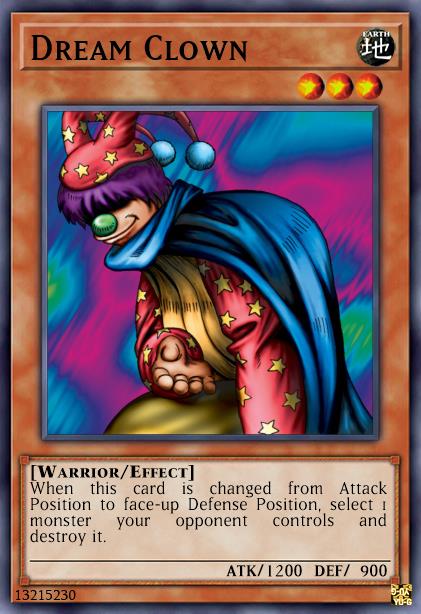 DREAM CLOWN
EARTH
地
[WARRIOR/EFFECT]
When this card is changed from Attack
Position to face-up Defense Position, select 1
monster your opponent controls and
destroy it.
ATK/1200 DEF/ 900
13215230